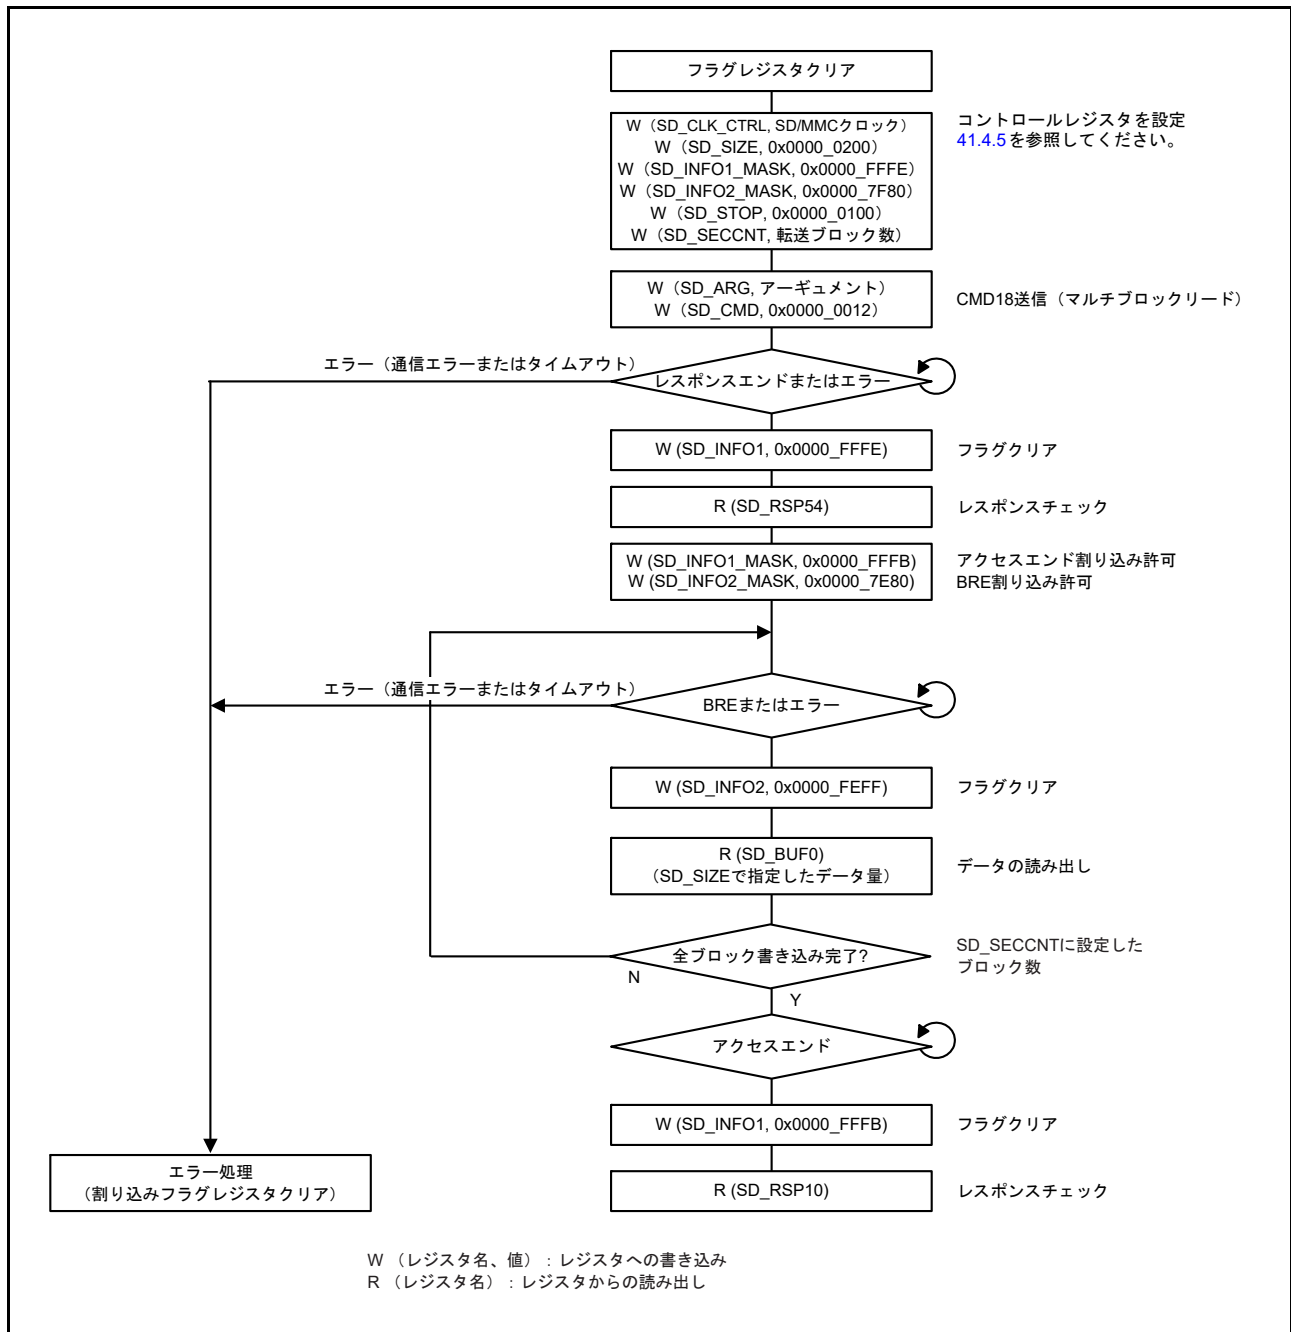 フラグレジスタクリア
W（SD_CLK_CTRL, SD/MMCクロック）
W（SD_SIZE, 0x0000_0200）
W（SD_INFO1_MASK, 0x0000_FFFE）
W（SD_INFO2_MASK, 0x0000_7F80）
W（SD_STOP, 0x0000_0100）
W（SD_SECCNT, 転送ブロック数）
コントロールレジスタを設定
41.4.5を参照してください。
W（SD_ARG, アーギュメント）
W（SD_CMD, 0x0000_0012）
CMD18送信（マルチブロックリード）
エラー（通信エラーまたはタイムアウト）
レスポンスエンドまたはエラー
W (SD_INFO1, 0x0000_FFFE)
フラグクリア
R (SD_RSP54)
レスポンスチェック
W (SD_INFO1_MASK, 0x0000_FFFB)
W (SD_INFO2_MASK, 0x0000_7E80)
アクセスエンド割り込み許可
BRE割り込み許可
エラー（通信エラーまたはタイムアウト）
BREまたはエラー
W (SD_INFO2, 0x0000_FEFF)
フラグクリア
R (SD_BUF0)
（SD_SIZEで指定したデータ量）
データの読み出し
全ブロック書き込み完了?
SD_SECCNTに設定した
ブロック数
N
Y
アクセスエンド
W (SD_INFO1, 0x0000_FFFB)
フラグクリア
エラー処理
（割り込みフラグレジスタクリア）
R (SD_RSP10)
レスポンスチェック
W （レジスタ名、値）：レジスタへの書き込み
R （レジスタ名）：レジスタからの読み出し